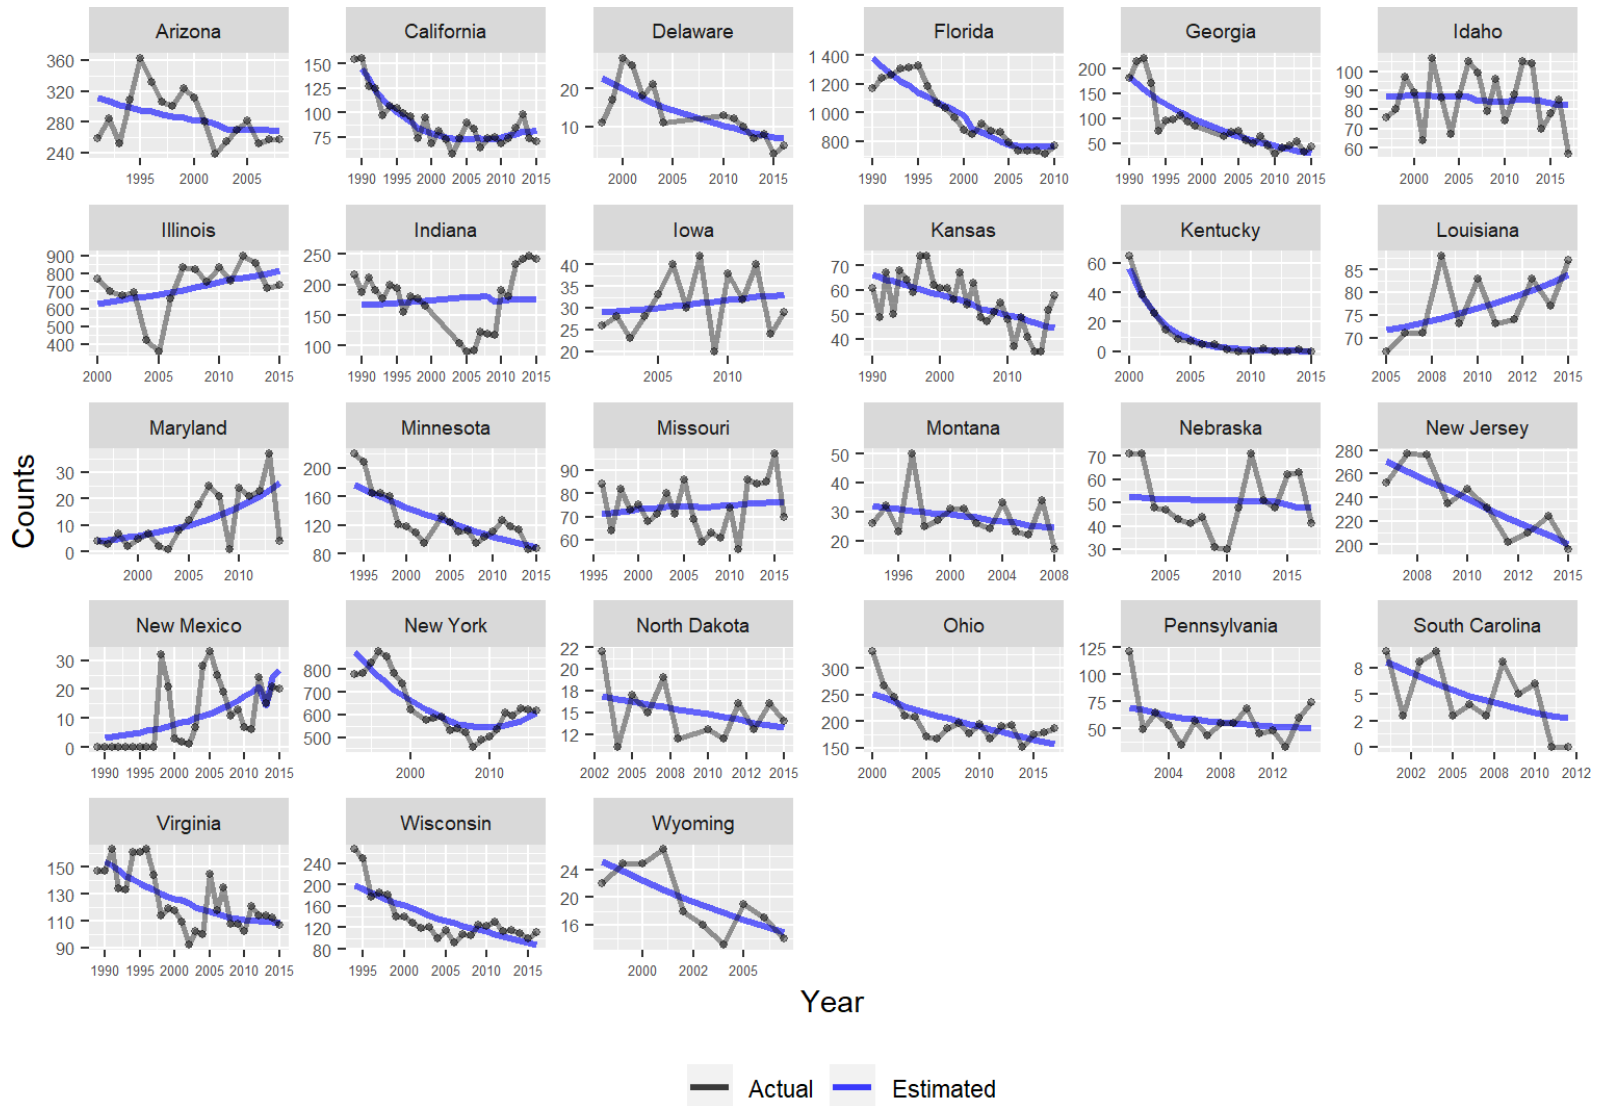 Arizona California Delaware Florida Georgia Idaho
360 320 280 240
1995 2000 2005
150 125 100 75
1990 1995 2000 2005 2010 2015
20 10
2000 2005 2010 2015
1400 1200 1000 800
1990 1995 2000 2005 2010
200 150 100 50
1990 1995 2000 2005 2010 2015
100 90 80 70 60
2000 2005 2010 2015
Illinois Indiana Iowa Kansas Kentucky Louisiana
900 800 700 600 500 400
2000 2005 2010 2015
250 200 150 100
1990 1995 2000 2005 2010 2015
40 35 30 25 20
2005 2010
70 60 50 40
1990 2000 2010
60 40 20 0
2000 2005 2010 2015
85 80 75 70
2005 2008 2010 2012 2015
Counts
Maryland Minnesota Missouri Montana Nebraska New Jersey
30 20 10 0
2000 2005 2010
200 160 120 80
1995 2000 2005 2010 2015
90 80 70 60
1995 2000 2005 2010 2015
50 40 30 20
1996 2000 2004 2008
70 60 50 40 30
2005 2010 2015
280 260 240 220 200
2008 2010 2012 2015
New Mexico New York North Dakota Ohio Pennsylvania South Carolina
30 20 10 0
1990 1995 2000 2005 2010 2015
800 700 600 500
2000 2010
22 20 18 15 12
2002 2005 2008 2010 2012 2015
300 250 200 150
2000 2005 2010 2015
125 100 75 50
2004 2008 2012
8 5 2 0
2002 2005 2008 2010 2012
Virginia Wisconsin Wyoming
150 130 110 90
1990 1995 2000 2005 2010 2015
240 200 160 120 80
1995 2000 2005 2010 2015
24 20 16
2000 2002 2005
Year
Actual Estimated